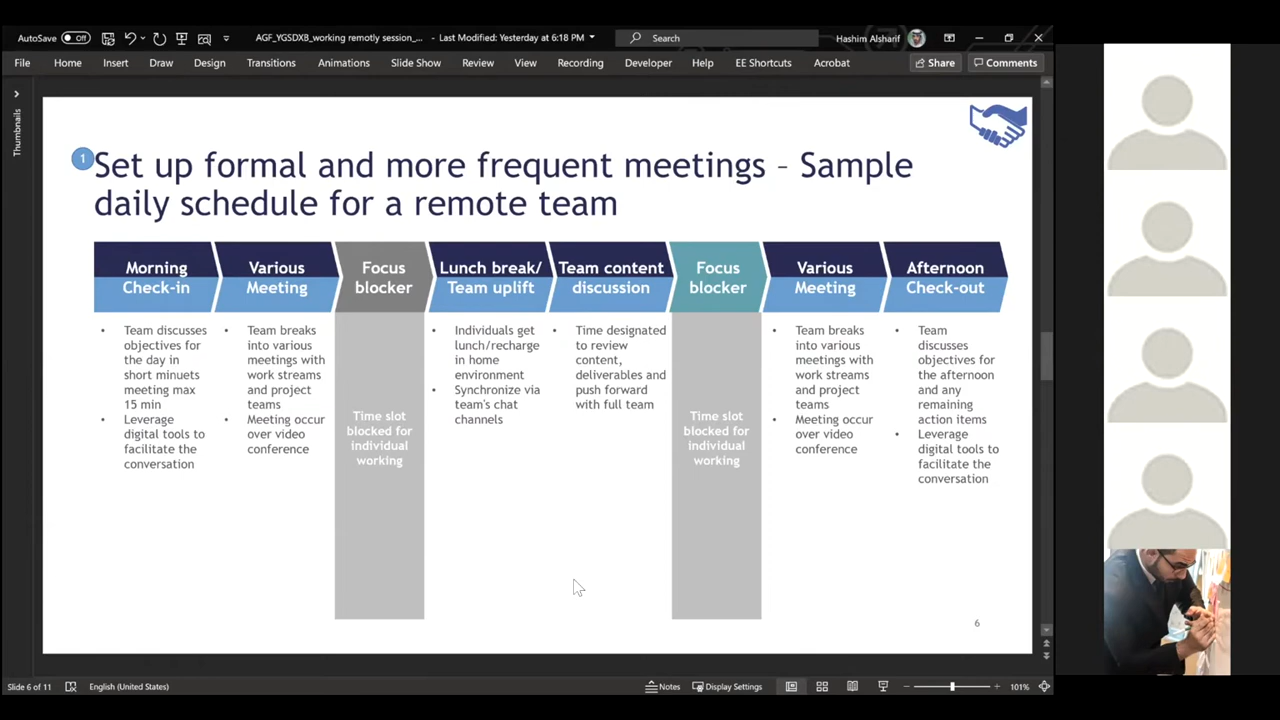 AutoSave Off AGF_YGSDXB_working remotly session_... - Last Modified: Yesterday at 6:18 PM Search Hashim Alsharif
File Home Insert Draw Design Transitions Animations Slide Show Review View Recording Developer Help EE Shortcuts Acrobat Share Comments
Thumbnails
1
Set up formal and more frequent meetings – Sample
daily schedule for a remote team
Morning
Check-in
Various
Meeting
Focus
blocker
Lunch break/
Team uplift
Team content
discussion
Focus
blocker
Various
Meeting
Afternoon
Check-out
• Team discusses
objectives for
the day in
short minuets
meeting max
15 min
• Leverage
digital tools to
facilitate the
conversation
• Team breaks
into various
meetings with
work streams
and project
teams
• Meeting occur
over video
conference
Time slot
blocked for
individual
working
• Individuals get
lunch/recharge
in home
environment
• Synchronize via
team's chat
channels
• Time designated
to review
content,
deliverables and
push forward
with full team
Time slot
blocked for
individual
working
• Team breaks
into various
meetings with
work streams
and project
teams
• Meeting occur
over video
conference
• Team
discusses
objectives for
the afternoon
and any
remaining
action items
• Leverage
digital tools to
facilitate the
conversation
6
Slide 6 of 11 English (United States) Notes Display Settings 101%